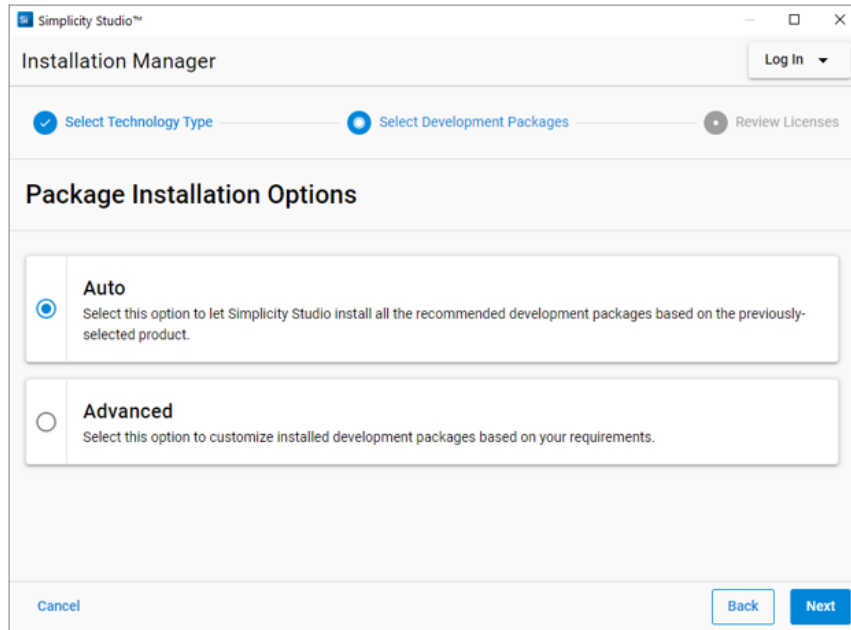 Si Simplicity Studio™
Installation Manager
Log In
Select Technology Type
Select Development Packages
Review Licenses
Package Installation Options
Auto
Select this option to let Simplicity Studio install all the recommended development packages based on the previously-
selected product.
Advanced
Select this option to customize installed development packages based on your requirements.
Cancel
Back
Next